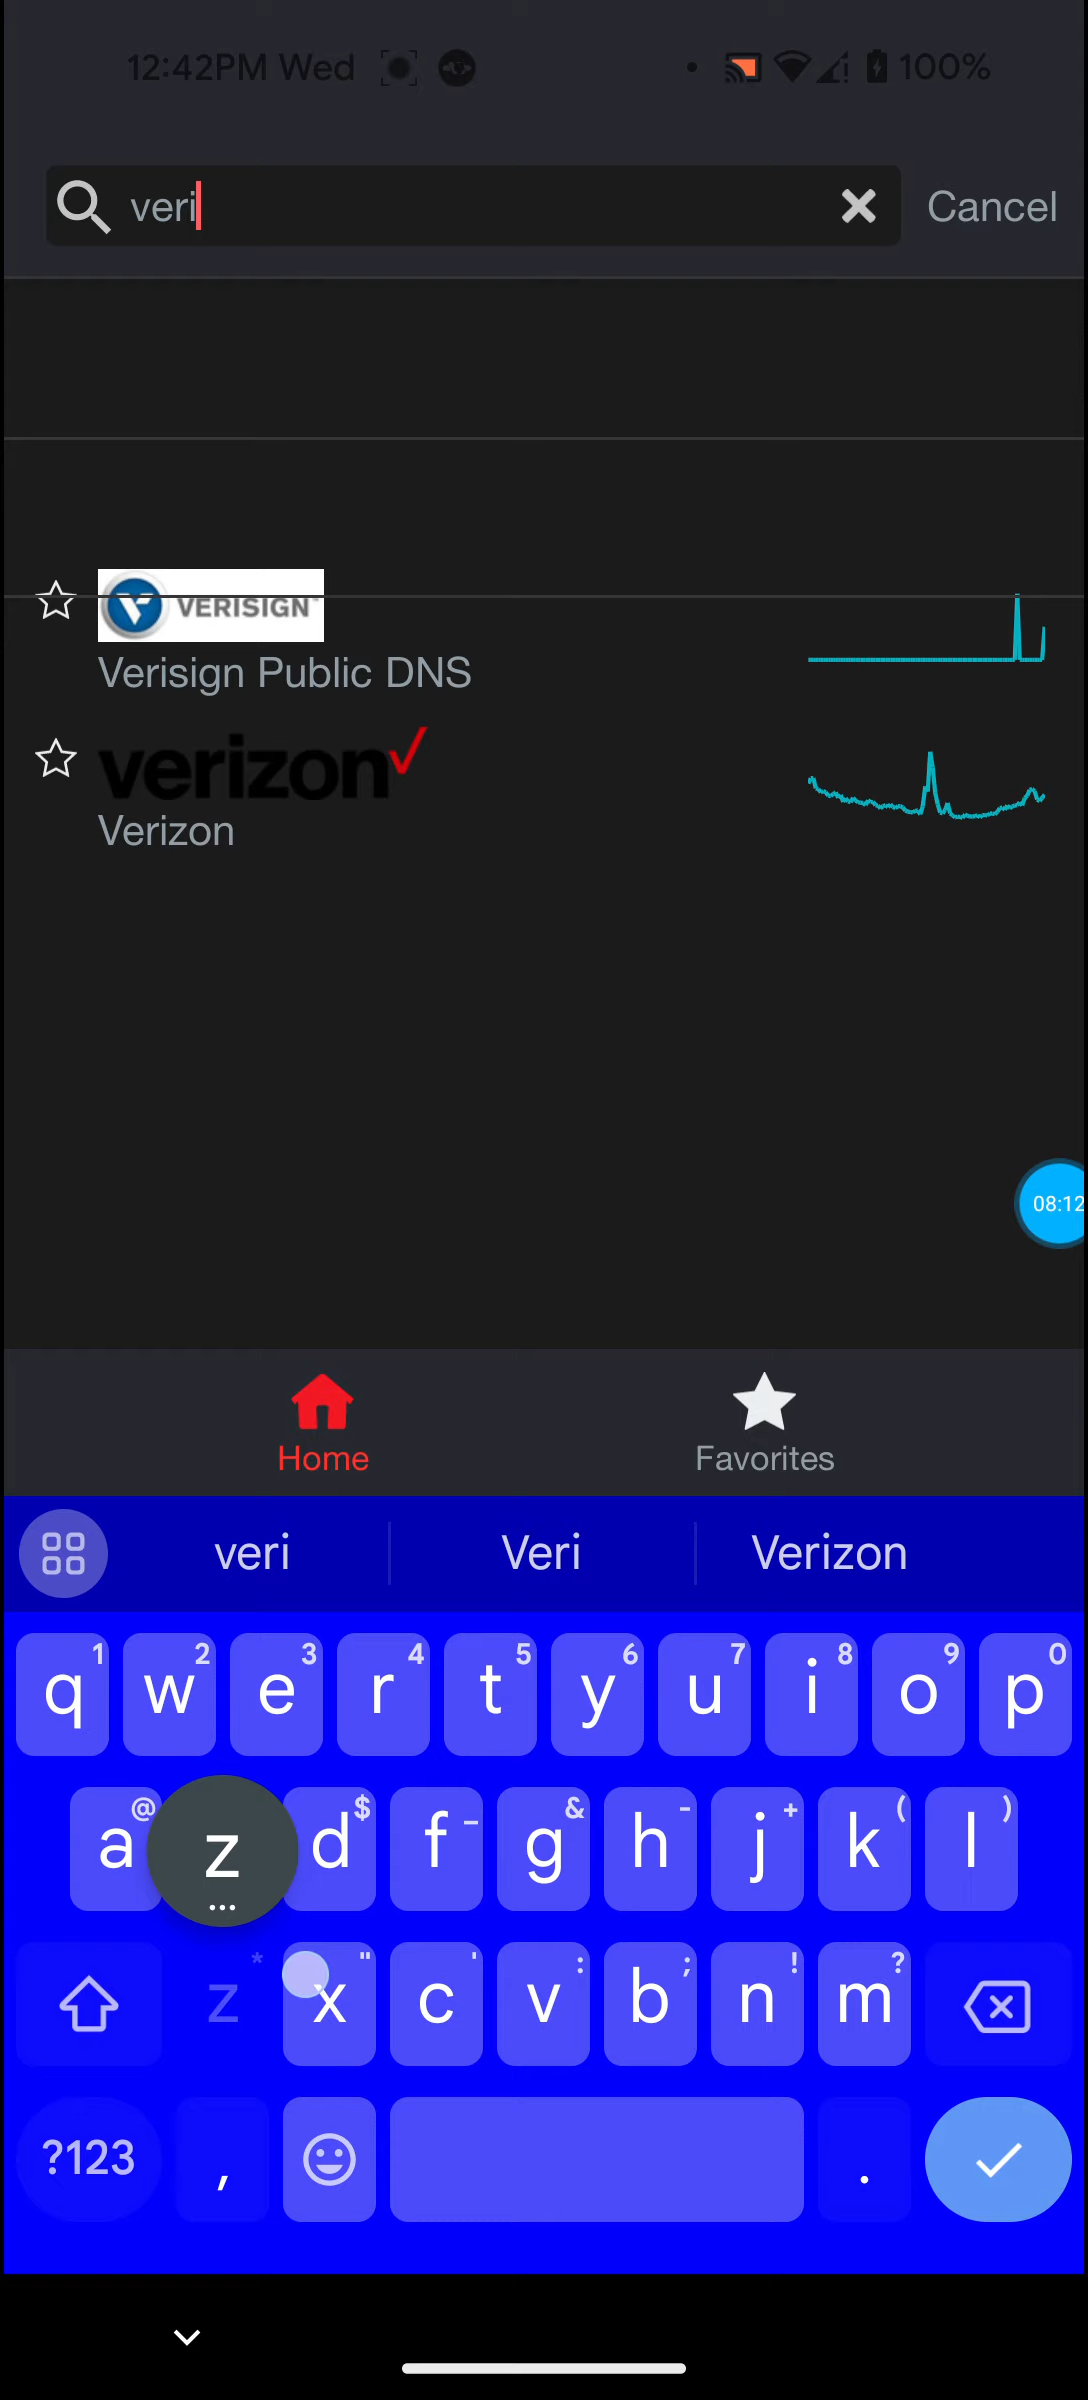 12:42PM Wed 100%
veri Cancel
VERISIGN
Verisign Public DNS
verizon✓
Verizon
08:12
Home Favorites
veri Veri Verizon
1 2 3 4 5 6 7 8 9 0
q w e r t y u i o p
@ $ _ & - + ( )
a z d f g h j k l
...
* " ' : ; ! ?
z x c v b n m
?123 , .